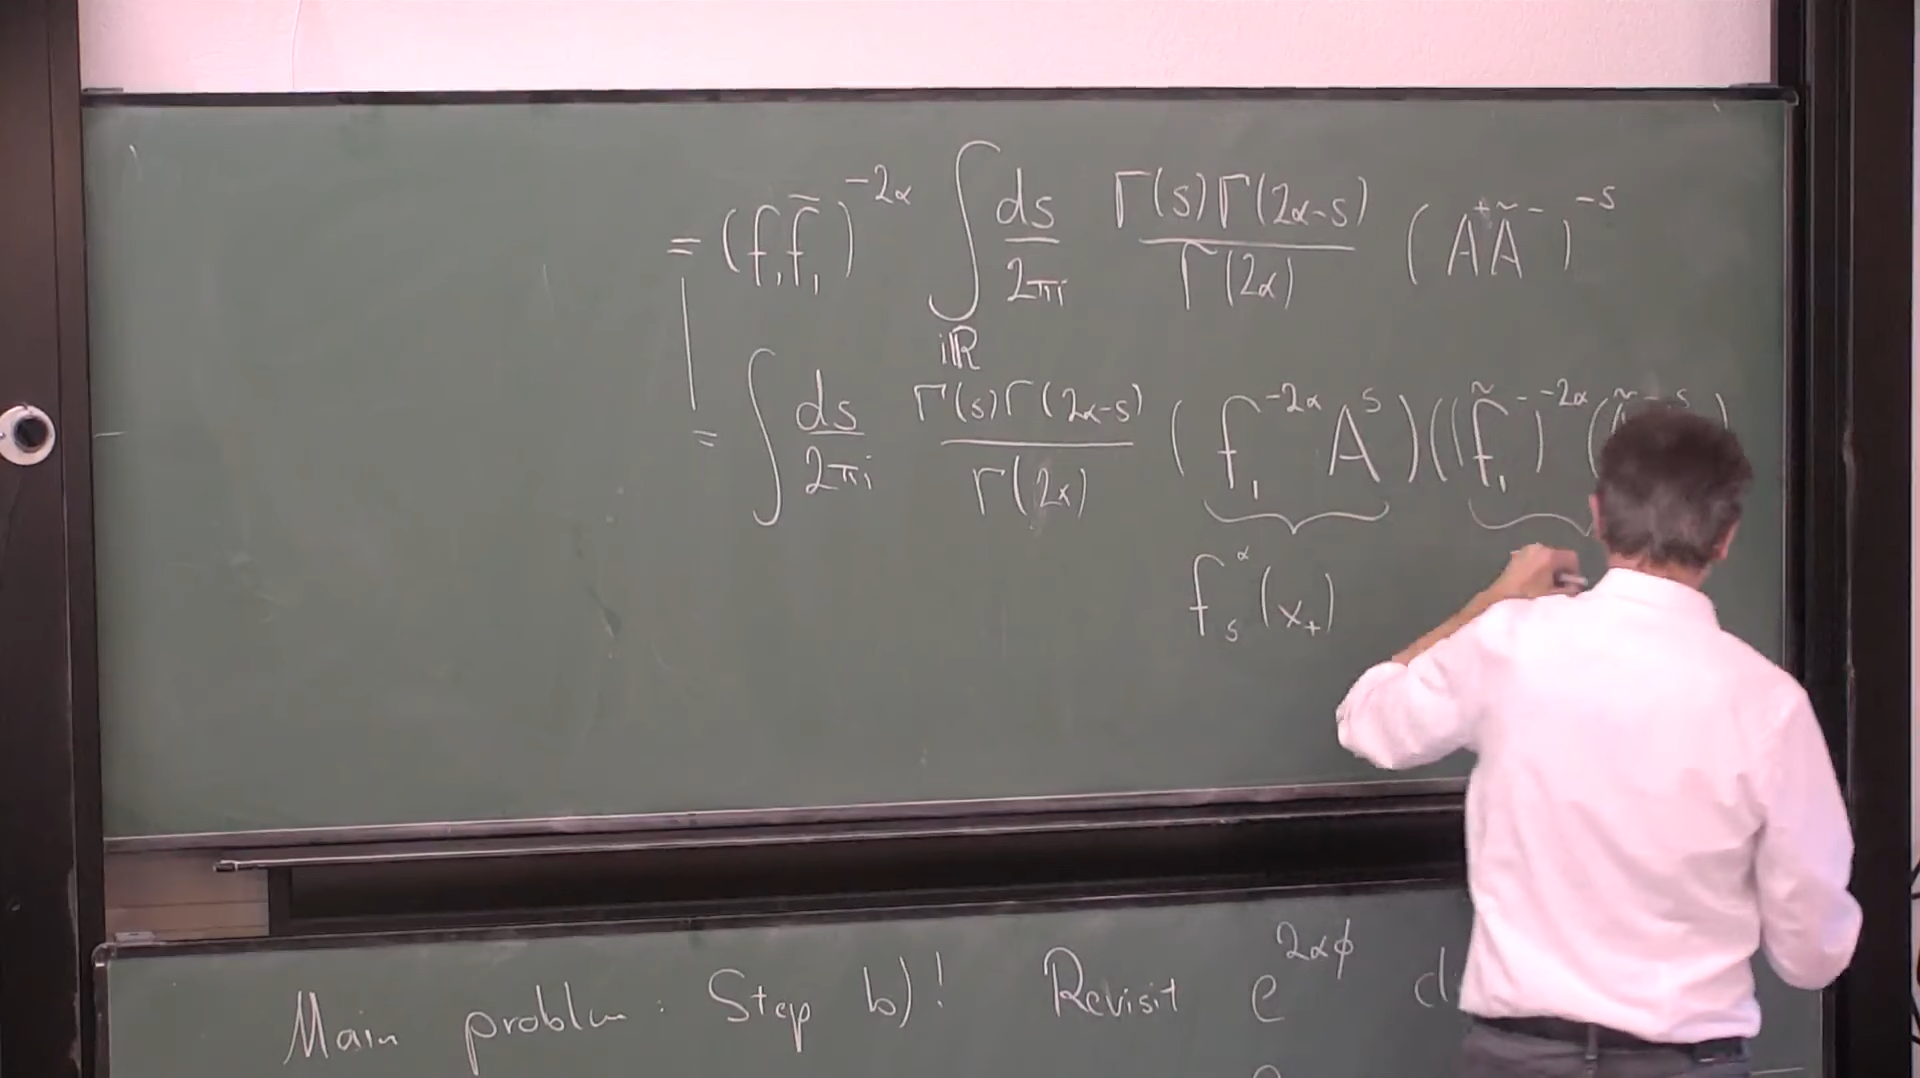 = (f₁ f̄₁)^{-2α} ∫_{iℝ} ds/2πi Γ(s)Γ(2α-s)/Γ(2α) (A⁺Ã⁻)^{-s}
= ∫ ds/2πi Γ(s)Γ(2α-s)/Γ(2α) (f₁^{-2α} A^s)((f̃₁⁻)^{-2α}(
f_s^α(x₊)
Main problem: Step b)! Revisit e^{2αϕ}